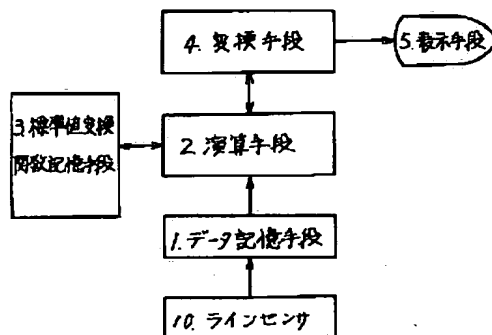 4.変換手段
5. 表示手段
3. 標準値変換
関数記憶手段
2. 演算手段
1. データ記憶手段
10. ラインセンサ